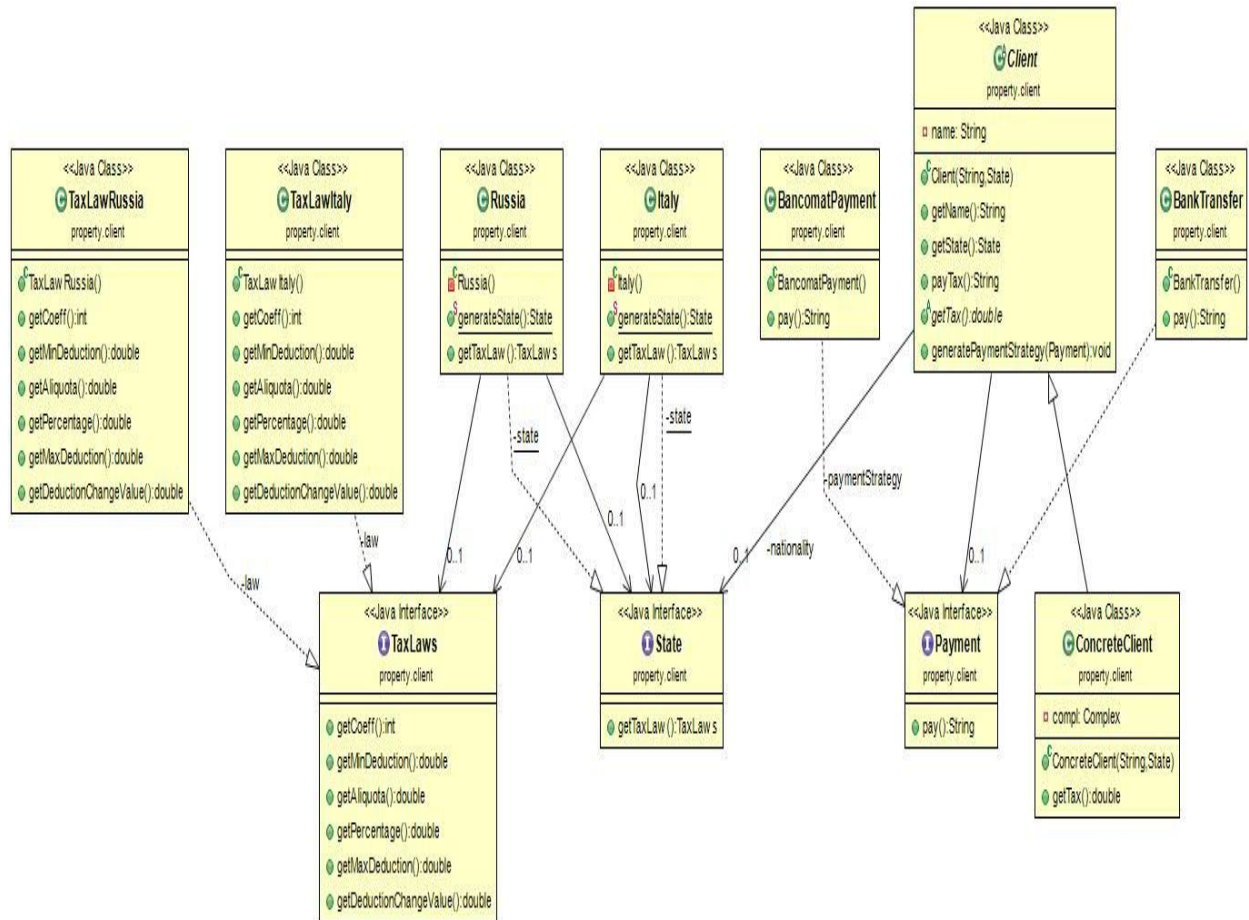 <<Java Class>>
Client
property.client
name: String
Client(String,State)
getName():String
getState():State
payTax():String
getTax():double
generatePaymentStrategy(Payment):void
<<Java Class>>
TaxLawRussia
property.client
TaxLawRussia()
getCoeff():int
getMinDeduction():double
getAliquota():double
getPercentage():double
getMaxDeduction():double
getDeductionChangeValue():double
<<Java Class>>
TaxLawItaly
property.client
TaxLawItaly()
getCoeff():int
getMinDeduction():double
getAliquota():double
getPercentage():double
getMaxDeduction():double
getDeductionChangeValue():double
<<Java Class>>
Russia
property.client
Russia()
generateState():State
getTaxLaw():TaxLaws
<<Java Class>>
Italy
property.client
Italy()
generateState():State
getTaxLaw():TaxLaws
<<Java Class>>
BancomatPayment
property.client
BancomatPayment()
pay():String
<<Java Class>>
BankTransfer
property.client
BankTransfer()
pay():String
-state
-state
-paymentStrategy
0..1
0..1
-law
-law
0..1
0..1
0..1
-nationality
0..1
<<Java Interface>>
TaxLaws
property.client
getCoeff():int
getMinDeduction():double
getAliquota():double
getPercentage():double
getMaxDeduction():double
getDeductionChangeValue():double
<<Java Interface>>
State
property.client
getTaxLaw():TaxLaws
<<Java Interface>>
Payment
property.client
pay():String
<<Java Class>>
ConcreteClient
property.client
compl: Complex
ConcreteClient(String,State)
getTax():double